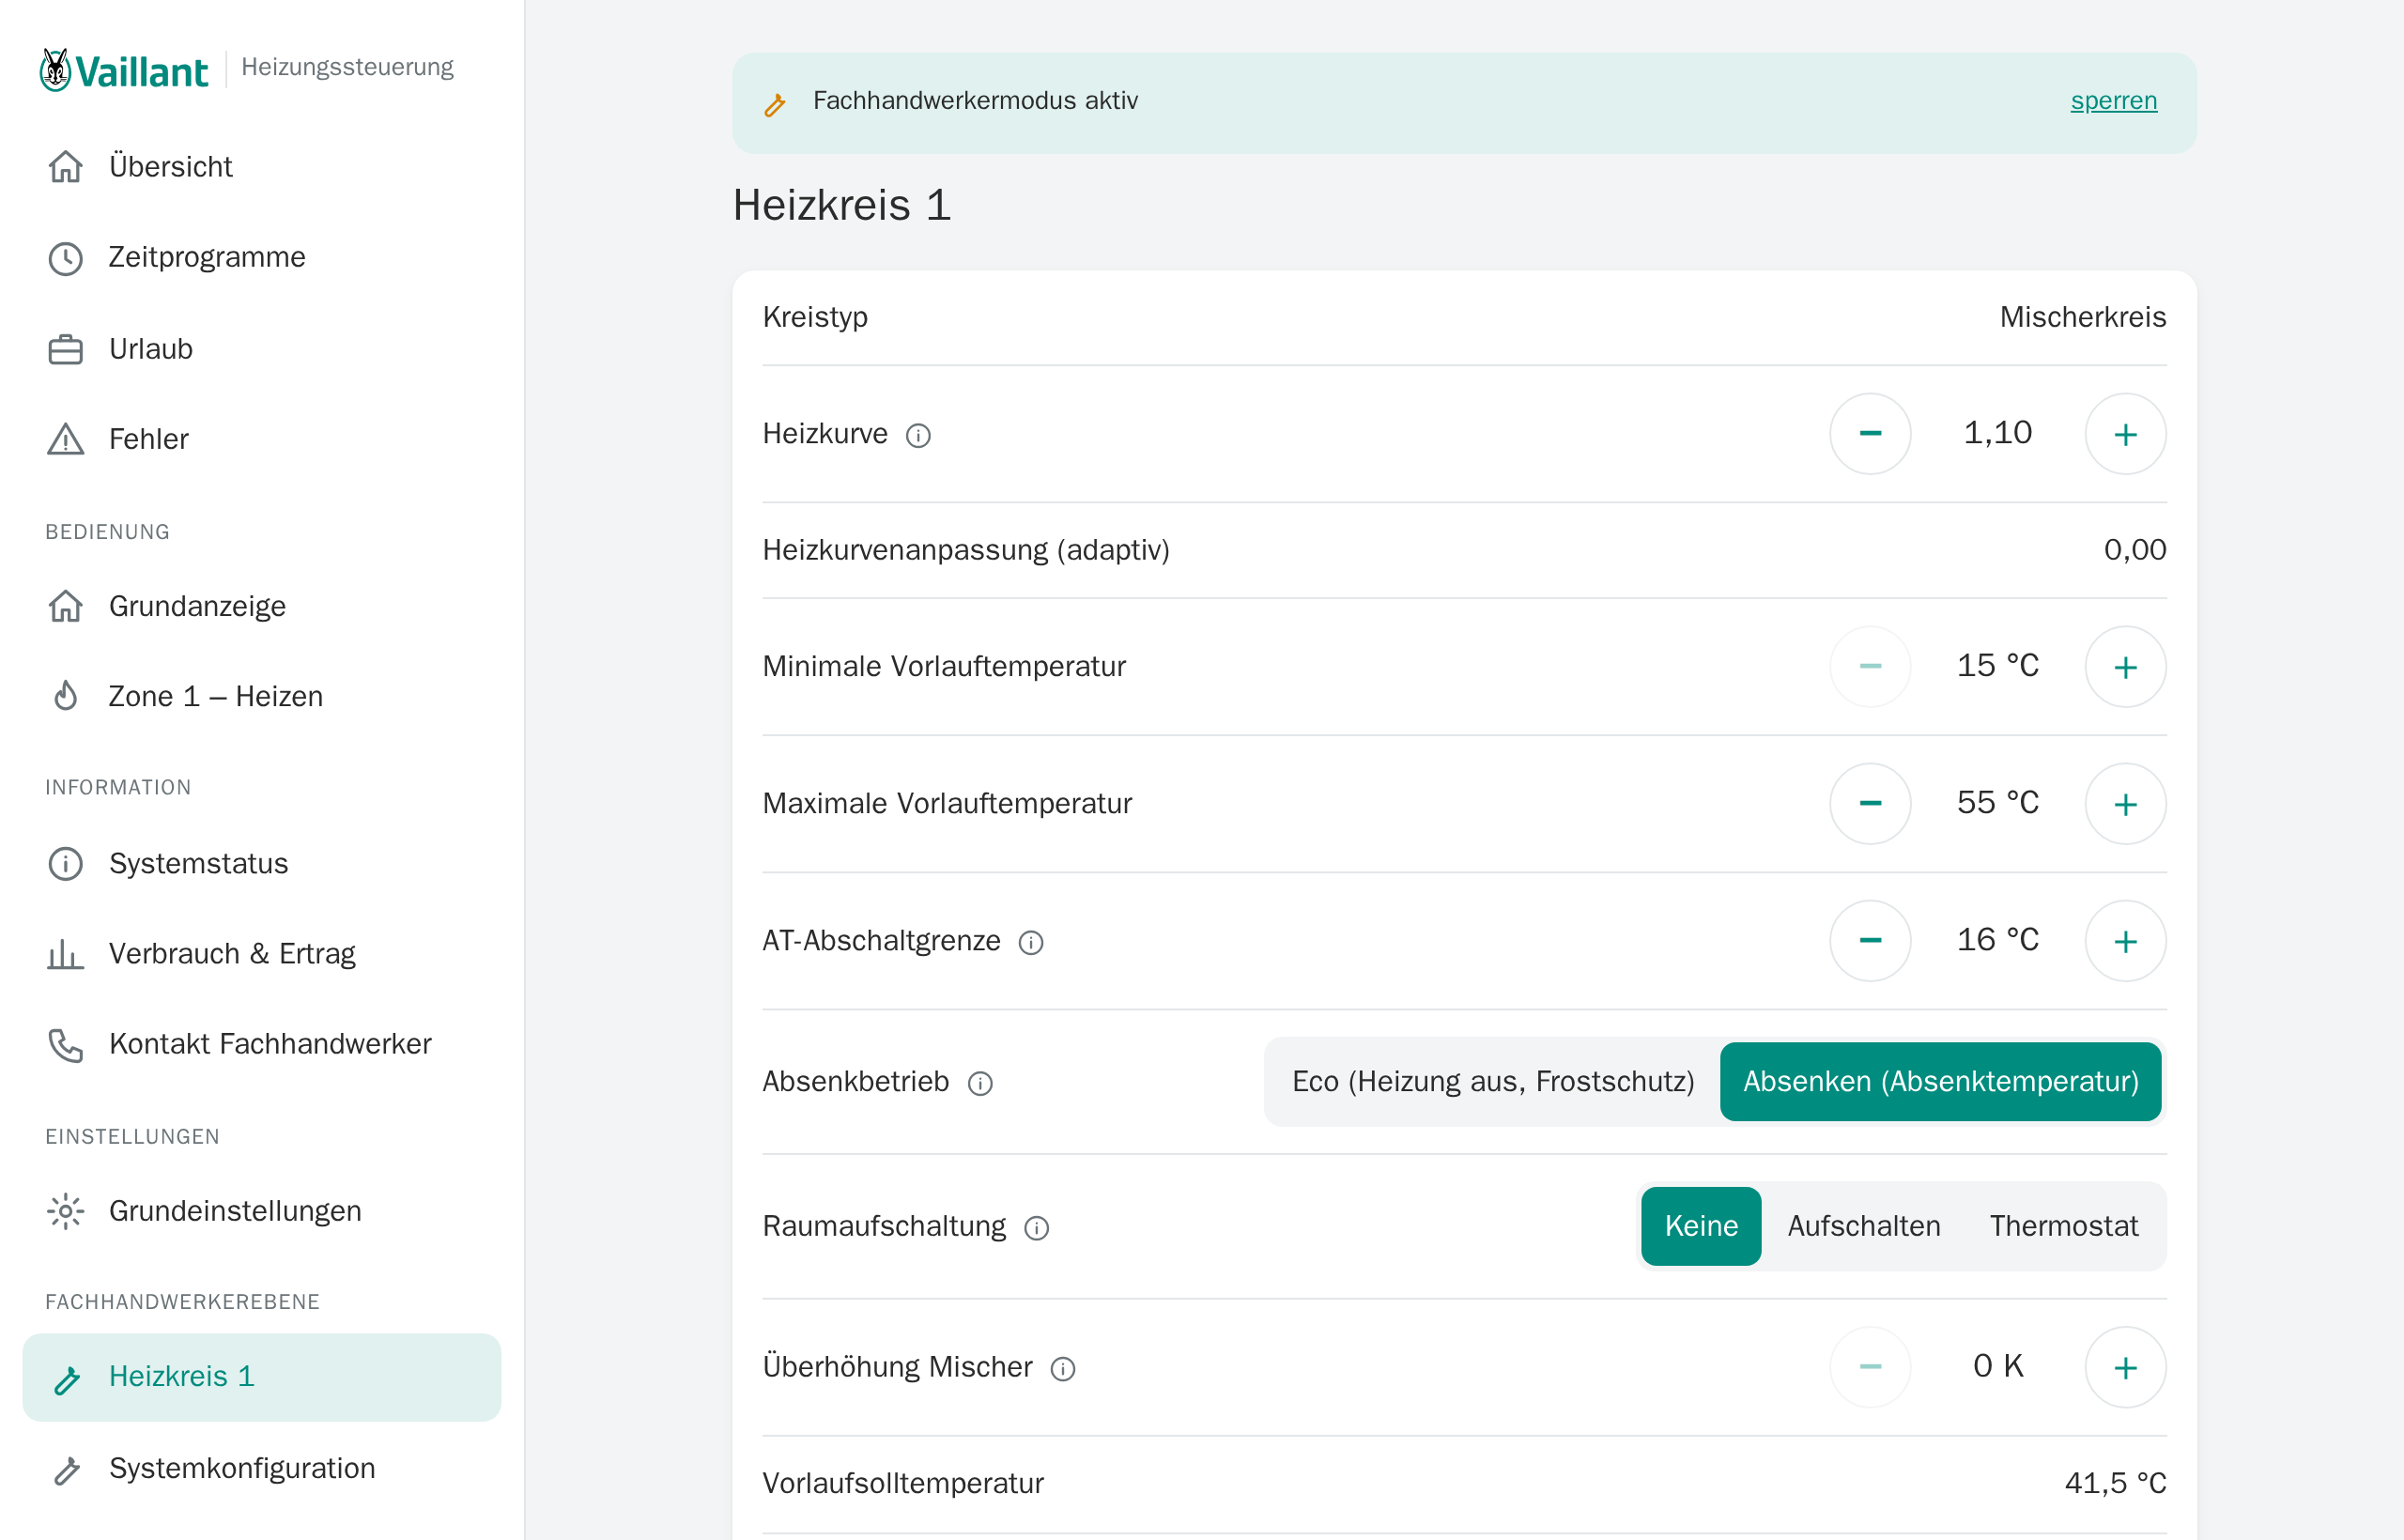 Vaillant Heizungssteuerung
Übersicht
Zeitprogramme
Urlaub
Fehler
BEDIENUNG
Grundanzeige
Zone 1 – Heizen
INFORMATION
Systemstatus
Verbrauch & Ertrag
Kontakt Fachhandwerker
EINSTELLUNGEN
Grundeinstellungen
FACHHANDWERKEREBENE
Heizkreis 1
Systemkonfiguration
Fachhandwerkermodus aktiv sperren
Heizkreis 1
Kreistyp Mischerkreis
Heizkurve − 1,10 +
Heizkurvenanpassung (adaptiv) 0,00
Minimale Vorlauftemperatur − 15 °C +
Maximale Vorlauftemperatur − 55 °C +
AT-Abschaltgrenze − 16 °C +
Absenkbetrieb Eco (Heizung aus, Frostschutz) Absenken (Absenktemperatur)
Raumaufschaltung Keine Aufschalten Thermostat
Überhöhung Mischer − 0 K +
Vorlaufsolltemperatur 41,5 °C